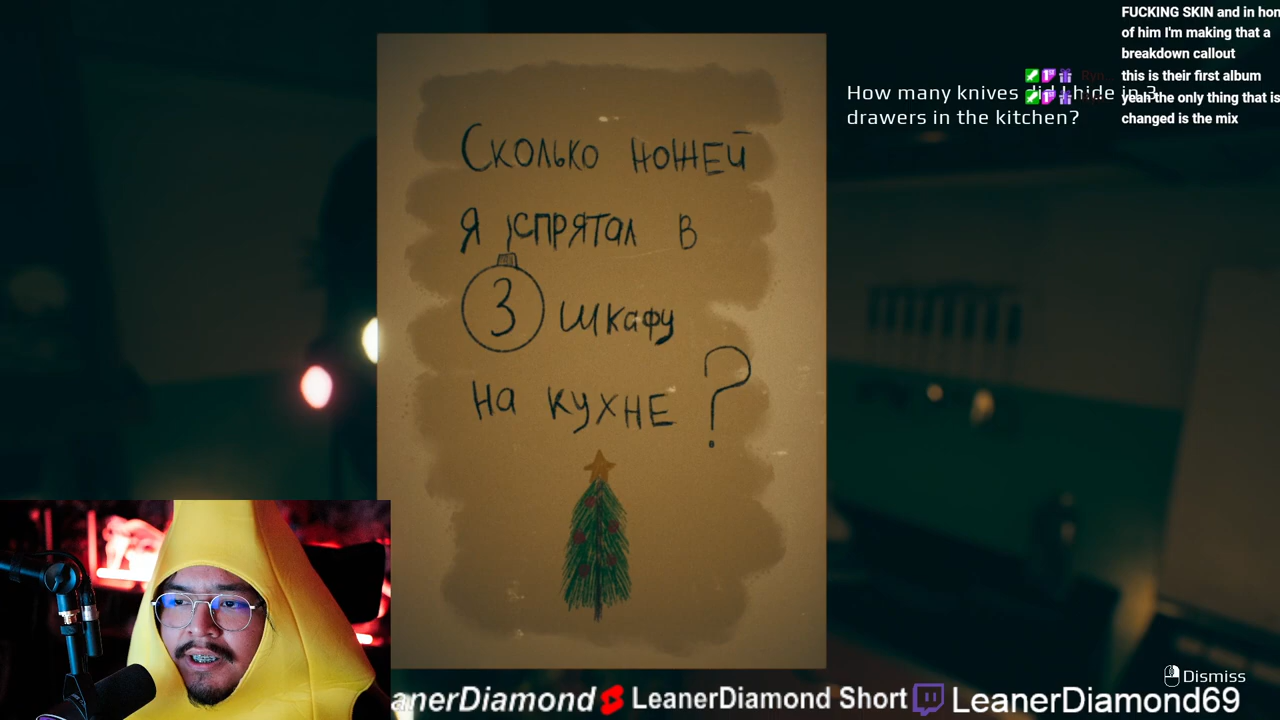 Сколько ножей
я спрятал в
3 шкафу
на кухне?
How many knives did I hide in 3
drawers in the kitchen?
FUCKING SKIN and in hon
of him I'm making that a
breakdown callout
this is their first album
yeah the only thing that is
changed is the mix
Dismiss
anerDiamond LeanerDiamond Short LeanerDiamond69